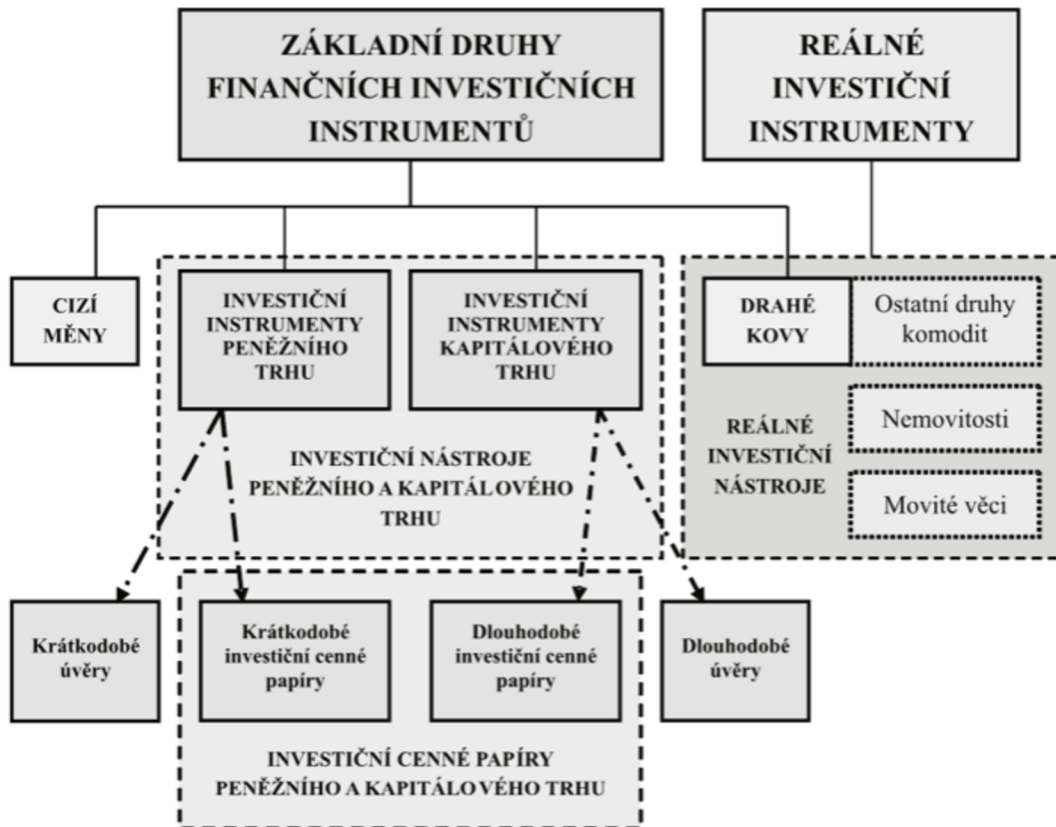 ZÁKLADNÍ DRUHY
FINANČNÍCH INVESTIČNÍCH
INSTRUMENTŮ
REÁLNÉ
INVESTIČNÍ
INSTRUMENTY
CIZÍ
MĚNY
INVESTIČNÍ
INSTRUMENTY
PENĚŽNÍHO
TRHU
INVESTIČNÍ
INSTRUMENTY
KAPITÁLOVÉHO
TRHU
DRAHÉ
KOVY
Ostatní druhy
komodit
Nemovitosti
Movité věci
REÁLNÉ
INVESTIČNÍ
NÁSTROJE
INVESTIČNÍ NÁSTROJE
PENĚŽNÍHO A KAPITÁLOVÉHO
TRHU
Krátkodobé
úvěry
Krátkodobé
investiční cenné
papíry
Dlouhodobé
investiční cenné
papíry
Dlouhodobé
úvěry
INVESTIČNÍ CENNÉ PAPÍRY
PENĚŽNÍHO A KAPITÁLOVÉHO TRHU